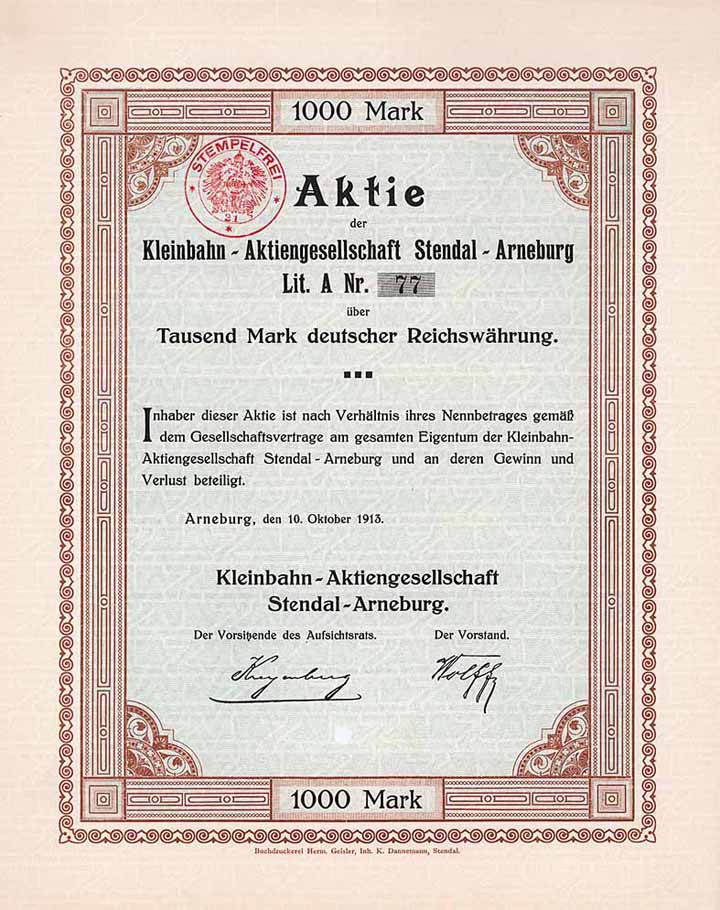 1000 Mark
STEMPELFREI
21
Aktie
der
Kleinbahn - Aktiengesellschaft Stendal - Arneburg
Lit. A Nr. 77
über
Tausend Mark deutscher Reichswährung.
Inhaber dieser Aktie ist nach Verhältnis ihres Nennbetrages gemäß
dem Gesellschaftsvertrage am gesamten Eigentum der Kleinbahn-
Aktiengesellschaft Stendal - Arneburg und an deren Gewinn und
Verlust beteiligt.
Arneburg, den 10. Oktober 1913.
Kleinbahn - Aktiengesellschaft
Stendal-Arneburg.
Der Vorsitzende des Aufsichtsrats. Der Vorstand.
Wolff
1000 Mark
Buchdruckerei Herm. Geisler, Inh. K. Dannemann, Stendal.